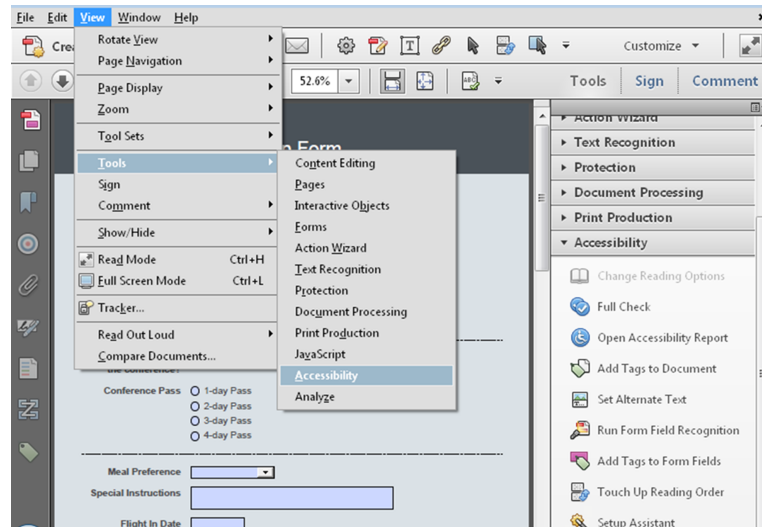 File Edit View Window Help
Customize
52.6%
Tools Sign Comment
Rotate View
Page Navigation
Page Display
Zoom
Tool Sets
Tools
Sign
Comment
Show/Hide
Read Mode Ctrl+H
Full Screen Mode Ctrl+L
Tracker...
Read Out Loud
Compare Documents...
Content Editing
Pages
Interactive Objects
Forms
Action Wizard
Text Recognition
Protection
Document Processing
Print Production
JavaScript
Accessibility
Analyze
Form
the conference?
Conference Pass 1-day Pass
2-day Pass
3-day Pass
4-day Pass
Meal Preference
Special Instructions
Flight In Date
Action Wizard
Text Recognition
Protection
Document Processing
Print Production
Accessibility
Change Reading Options
Full Check
Open Accessibility Report
Add Tags to Document
Set Alternate Text
Run Form Field Recognition
Add Tags to Form Fields
Touch Up Reading Order
Setup Assistant